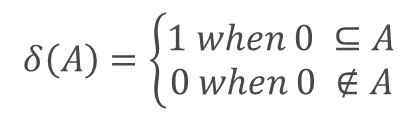 δ(A) = {1 when 0 ⊆ A
0 when 0 ∉ A